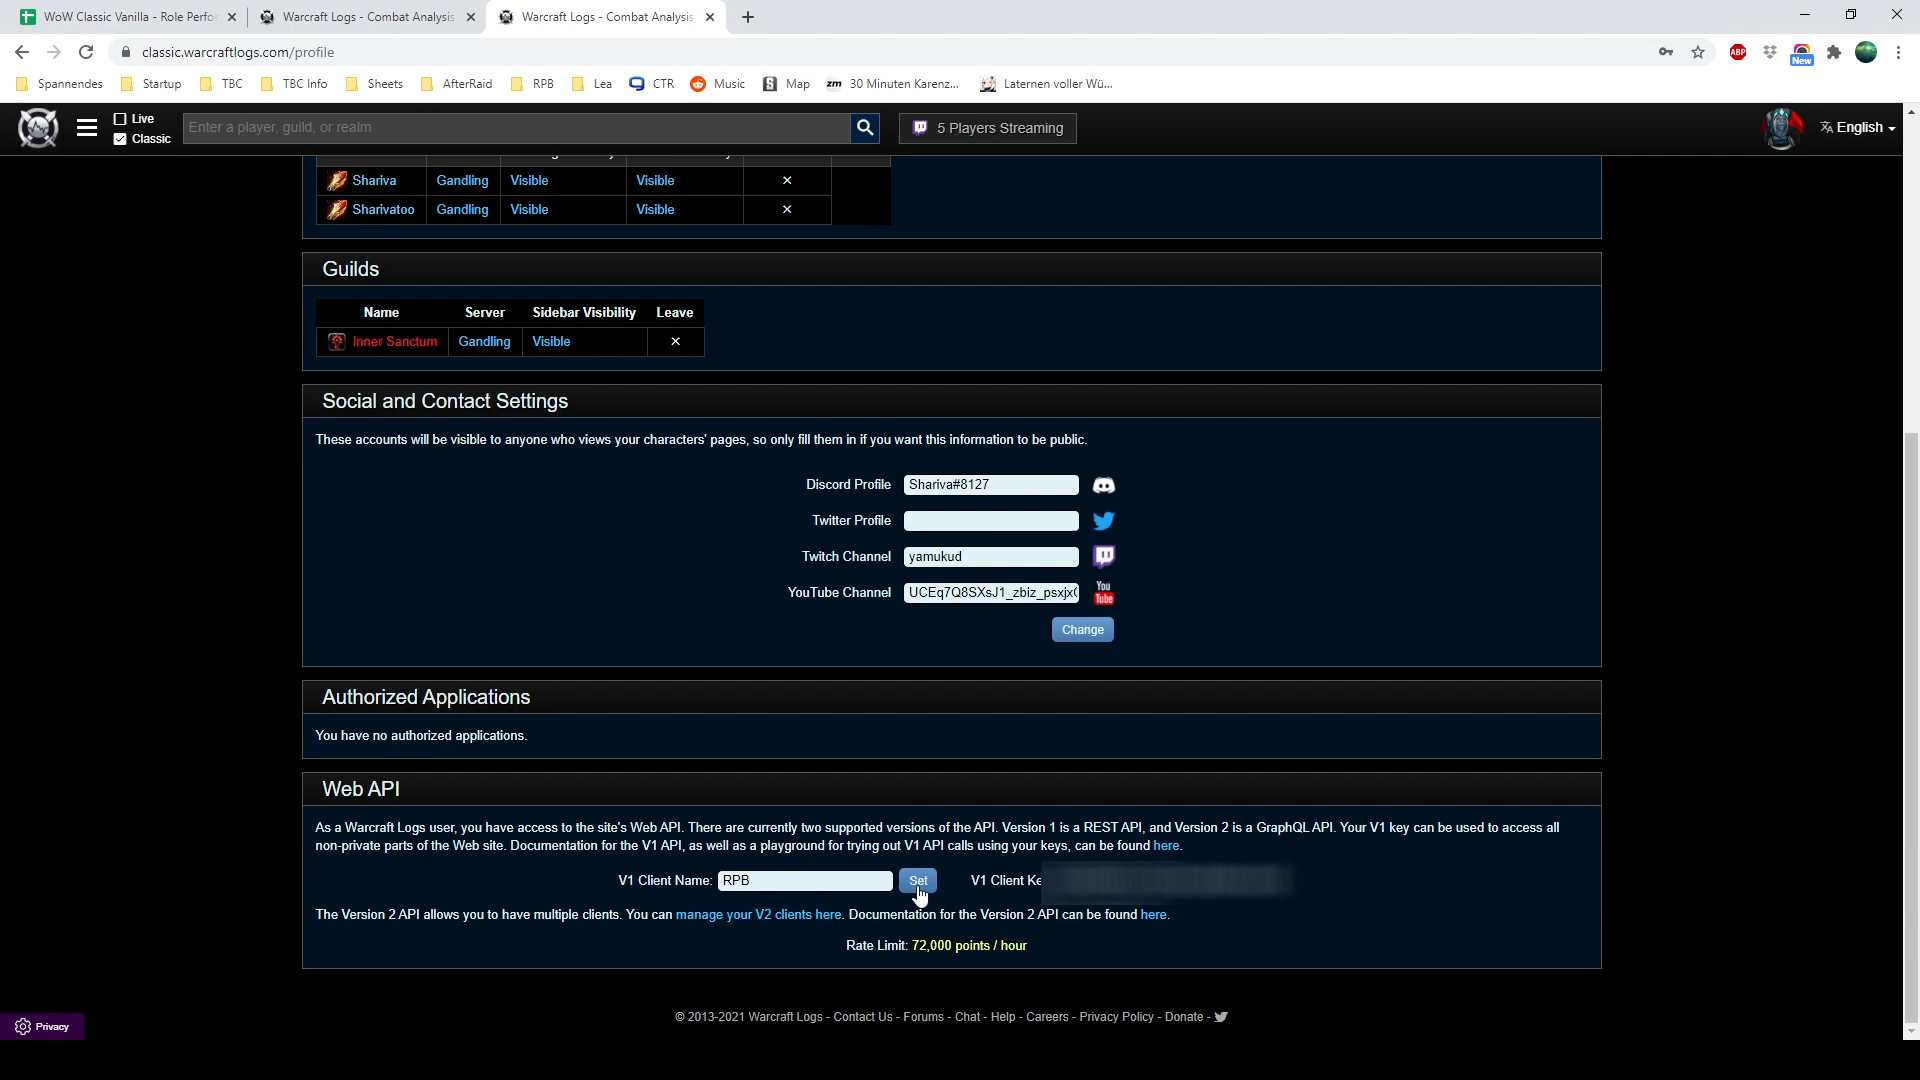 WoW Classic Vanilla - Role Perfor
Warcraft Logs - Combat Analysis
Warcraft Logs - Combat Analysis
classic.warcraftlogs.com/profile
ABP
New
Spannendes
Startup
TBC
TBC Info
Sheets
AfterRaid
RPB
Lea
CTR
Music
Map
zm 30 Minuten Karenz...
Laternen voller Wü...
Live
Classic
Enter a player, guild, or realm
5 Players Streaming
English
Shariva Gandling Visible Visible ×
Sharivatoo Gandling Visible Visible ×
Guilds
Name Server Sidebar Visibility Leave
Inner Sanctum Gandling Visible ×
Social and Contact Settings
These accounts will be visible to anyone who views your characters' pages, so only fill them in if you want this information to be public.
Discord Profile Shariva#8127
Twitter Profile
Twitch Channel yamukud
YouTube Channel UCEq7Q8SXsJ1_zbiz_psxjx
You
Tube
Change
Authorized Applications
You have no authorized applications.
Web API
As a Warcraft Logs user, you have access to the site's Web API. There are currently two supported versions of the API. Version 1 is a REST API, and Version 2 is a GraphQL API. Your V1 key can be used to access all
non-private parts of the Web site. Documentation for the V1 API, as well as a playground for trying out V1 API calls using your keys, can be found here.
V1 Client Name: RPB Set V1 Client Ke
The Version 2 API allows you to have multiple clients. You can manage your V2 clients here. Documentation for the Version 2 API can be found here.
Rate Limit: 72,000 points / hour
Privacy
© 2013-2021 Warcraft Logs - Contact Us - Forums - Chat - Help - Careers - Privacy Policy - Donate -